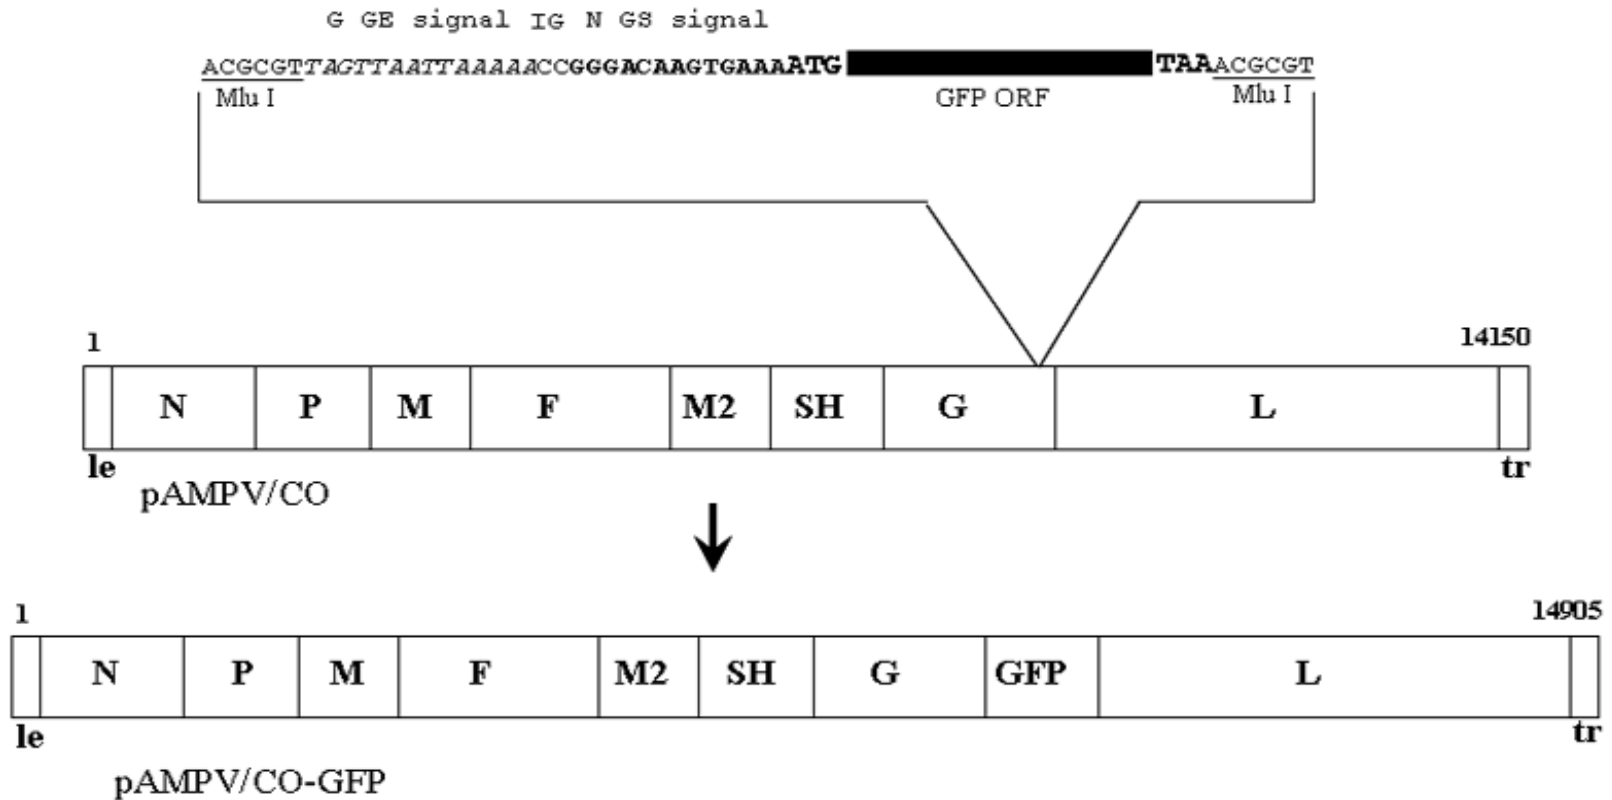 G GE signal IG N GS signal
ACGCGTTAGTTAATTAAAAACCGGGACAAGTGAAAATG TAAACGCGT
Mlu I GFP ORF Mlu I
1 14150
N P M F M2 SH G L
le tr
pAMPV/CO
1 14905
N P M F M2 SH G GFP L
le tr
pAMPV/CO-GFP